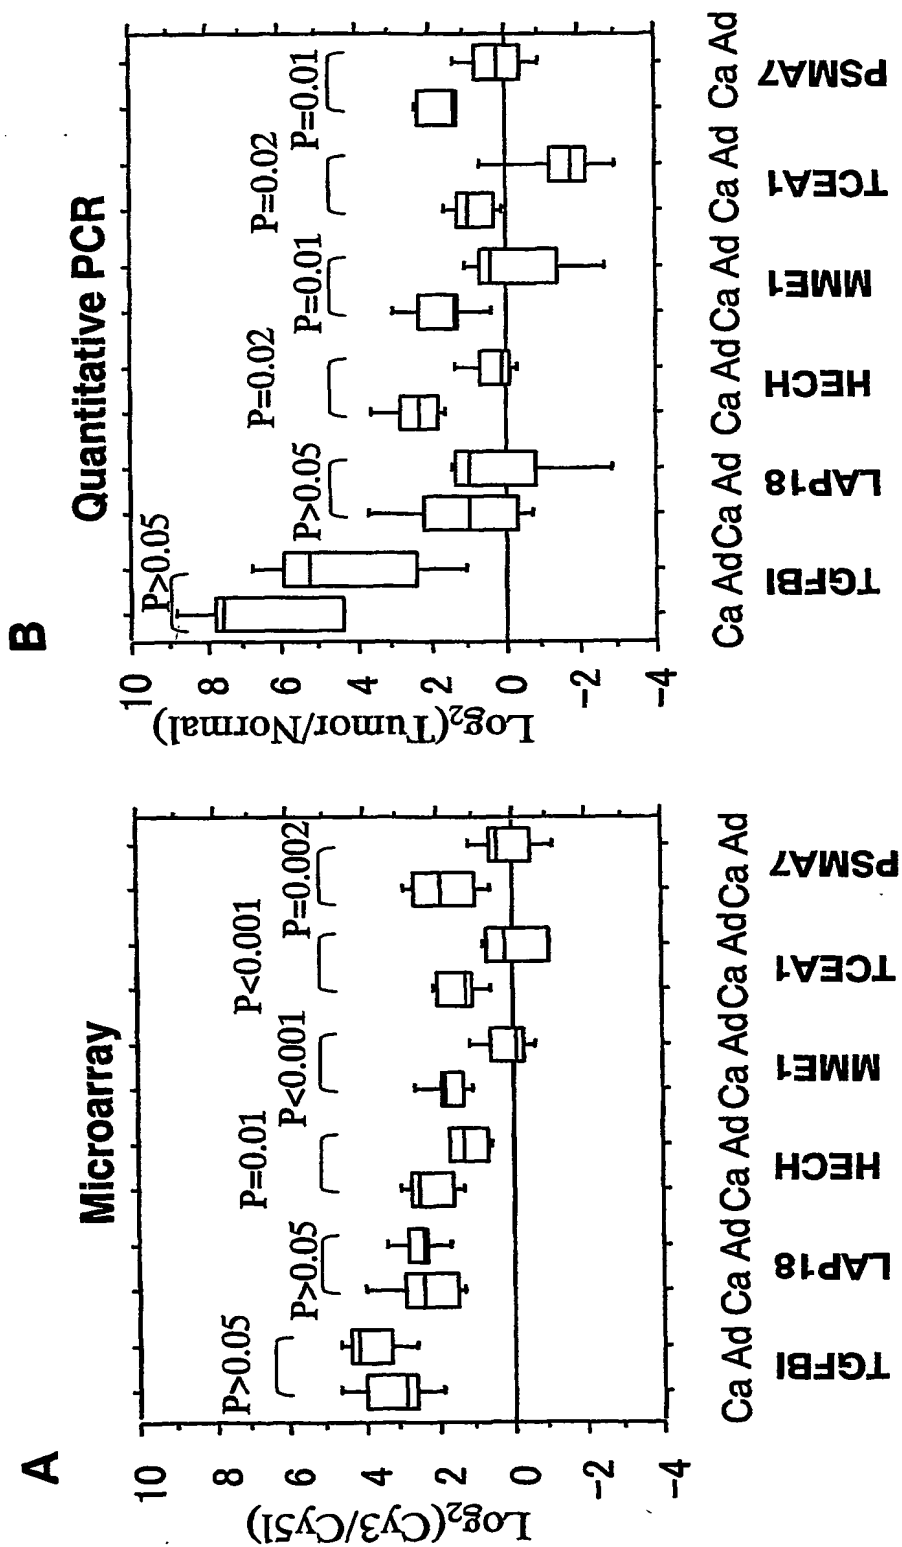 A
Microarray
Log2(Cy3/Cy5l)
10
8
6
4
2
0
-2
-4
P>0.05
P>0.05
P=0.01
P<0.001
P<0.001
P=0.002
Ca Ad Ca Ad Ca Ad Ca Ad Ca Ad Ca Ad
TGFBI LAP18 HECH MME1 TCEA1 PSMA7
B
Quantitative PCR
Log2(Tumor/Normal)
10
8
6
4
2
0
-2
-4
P>0.05
P>0.05
P=0.02
P=0.01
P=0.02
P=0.01
Ca Ad Ca Ad Ca Ad Ca Ad Ca Ad Ca Ad
TGFBI LAP18 HECH MME1 TCEA1 PSMA7